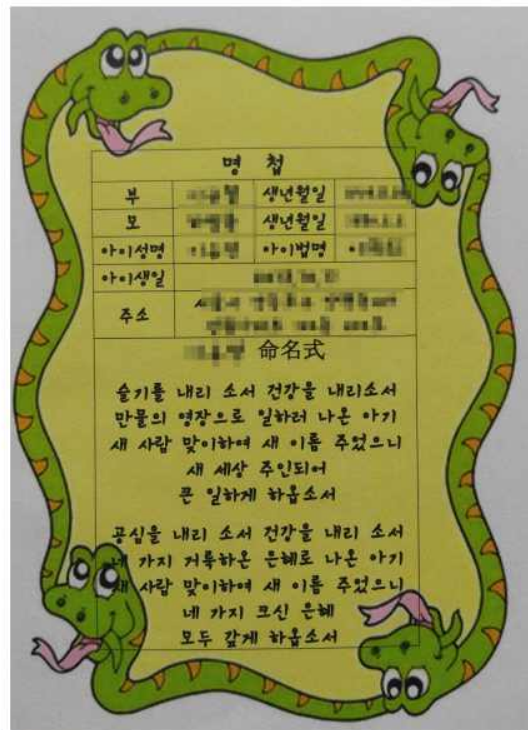 명 첩
부 생년월일
모 생년월일
아이성명 아이법명
아이생일
주소
命名式
슬기를 내리 소서 건강을 내리소서
만물의 영장으로 일하러 나온 아기
새 사람 맞이하여 새 이름 주었으니
새 세상 주인되어
큰 일하게 하옵소서
공심을 내리 소서 건강을 내리 소서
네 가지 거룩하온 은혜로 나온 아기
새 사람 맞이하여 새 이름 주었으니
네 가지 크신 은혜
모두 갚게 하옵소서